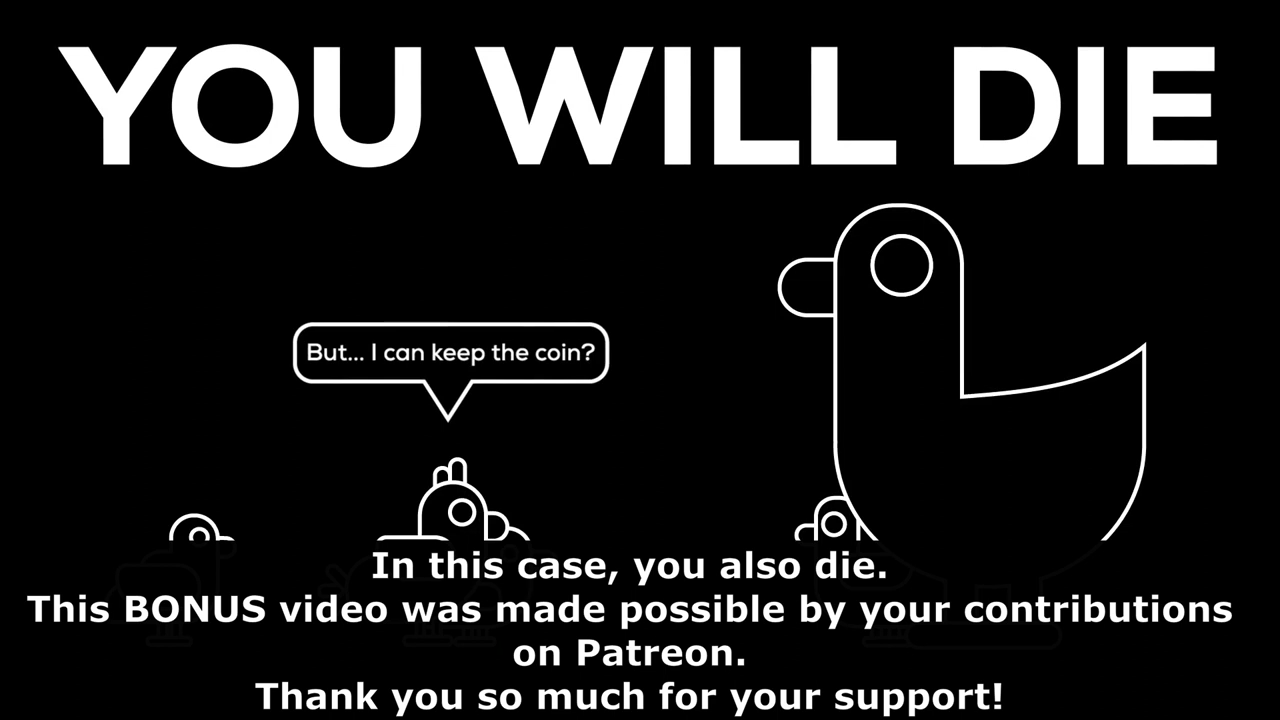 YOU WILL DIE
But... I can keep the coin?
In this case, you also die.
This BONUS video was made possible by your contributions
on Patreon.
Thank you so much for your support!